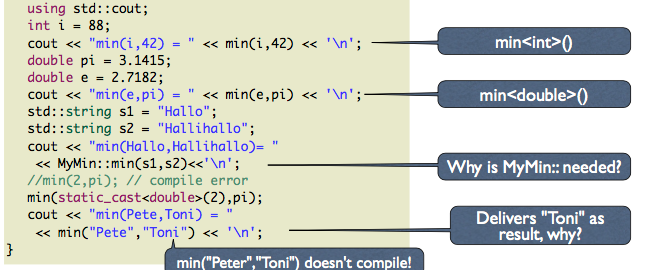 using std::cout;
int i = 88;
cout << "min(i,42) = " << min(i,42) << '\n';
min<int>()
double pi = 3.1415;
double e = 2.7182;
cout << "min(e,pi) = " << min(e,pi) << '\n';
min<double>()
std::string s1 = "Hallo";
std::string s2 = "Hallihallo";
cout << "min(Hallo,Hallihallo)= "
<< MyMin::min(s1,s2)<<'\n';
Why is MyMin:: needed?
//min(2,pi); // compile error
min(static_cast<double>(2),pi);
cout << "min(Pete,Toni) = "
<< min("Pete","Toni") << '\n';
Delivers "Toni" as
result, why?
}
min("Peter","Toni") doesn't compile!